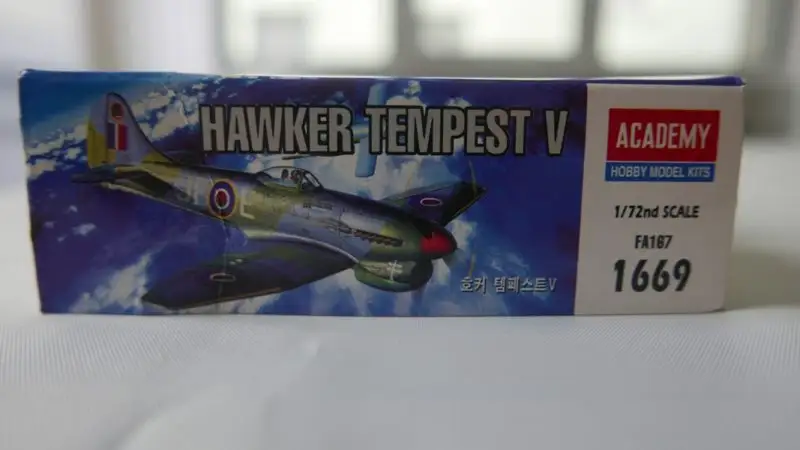 HAWKER TEMPEST V
호커 템페스트V
ACADEMY
HOBBY MODEL KITS
1/72nd SCALE
FA187
1669